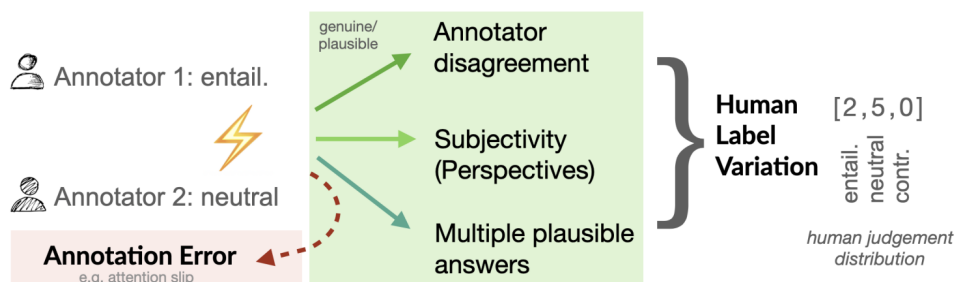 Annotator 1: entail.
Annotator 2: neutral
Annotation Error
e.g. attention slip
genuine/
plausible
Annotator
disagreement
Subjectivity
(Perspectives)
Multiple plausible
answers
Human
Label
Variation
[2,5,0]
entail.
neutral
contr.
human judgement
distribution